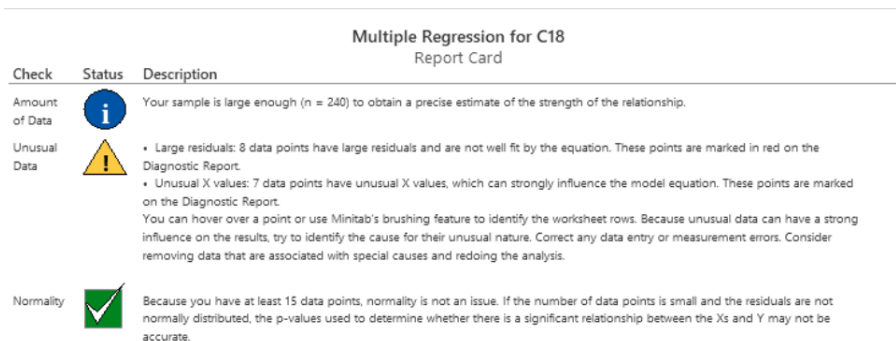 Multiple Regression for C18
Report Card
Check Status Description
Amount of Data
Your sample is large enough (n = 240) to obtain a precise estimate of the strength of the relationship.
Unusual Data
• Large residuals: 8 data points have large residuals and are not well fit by the equation. These points are marked in red on the
Diagnostic Report.
• Unusual X values: 7 data points have unusual X values, which can strongly influence the model equation. These points are marked
on the Diagnostic Report.
You can hover over a point or use Minitab's brushing feature to identify the worksheet rows. Because unusual data can have a strong
influence on the results, try to identify the cause for their unusual nature. Correct any data entry or measurement errors. Consider
removing data that are associated with special causes and redoing the analysis.
Normality
Because you have at least 15 data points, normality is not an issue. If the number of data points is small and the residuals are not
normally distributed, the p-values used to determine whether there is a significant relationship between the Xs and Y may not be
accurate.